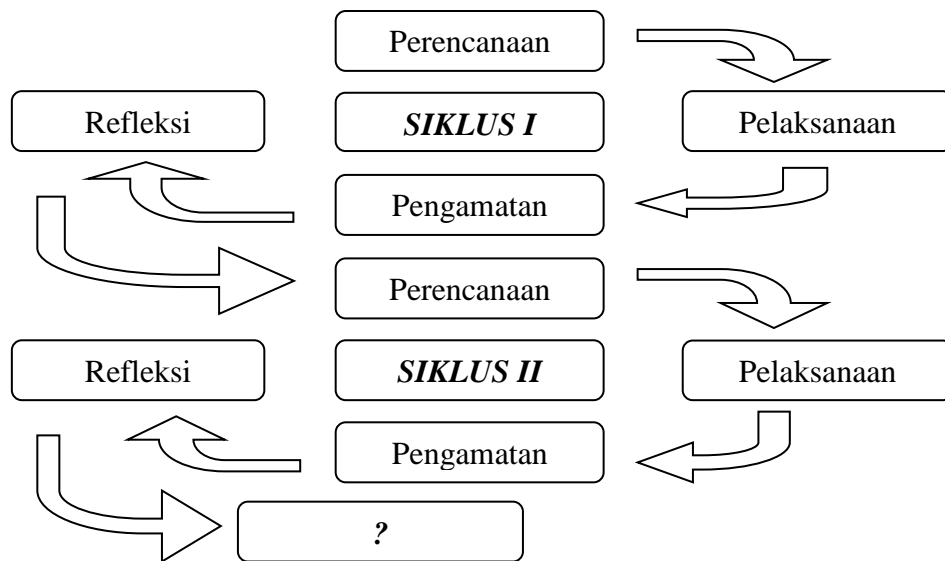 Perencanaan
Refleksi
SIKLUS I
Pelaksanaan
Pengamatan
Perencanaan
Refleksi
SIKLUS II
Pelaksanaan
Pengamatan
?